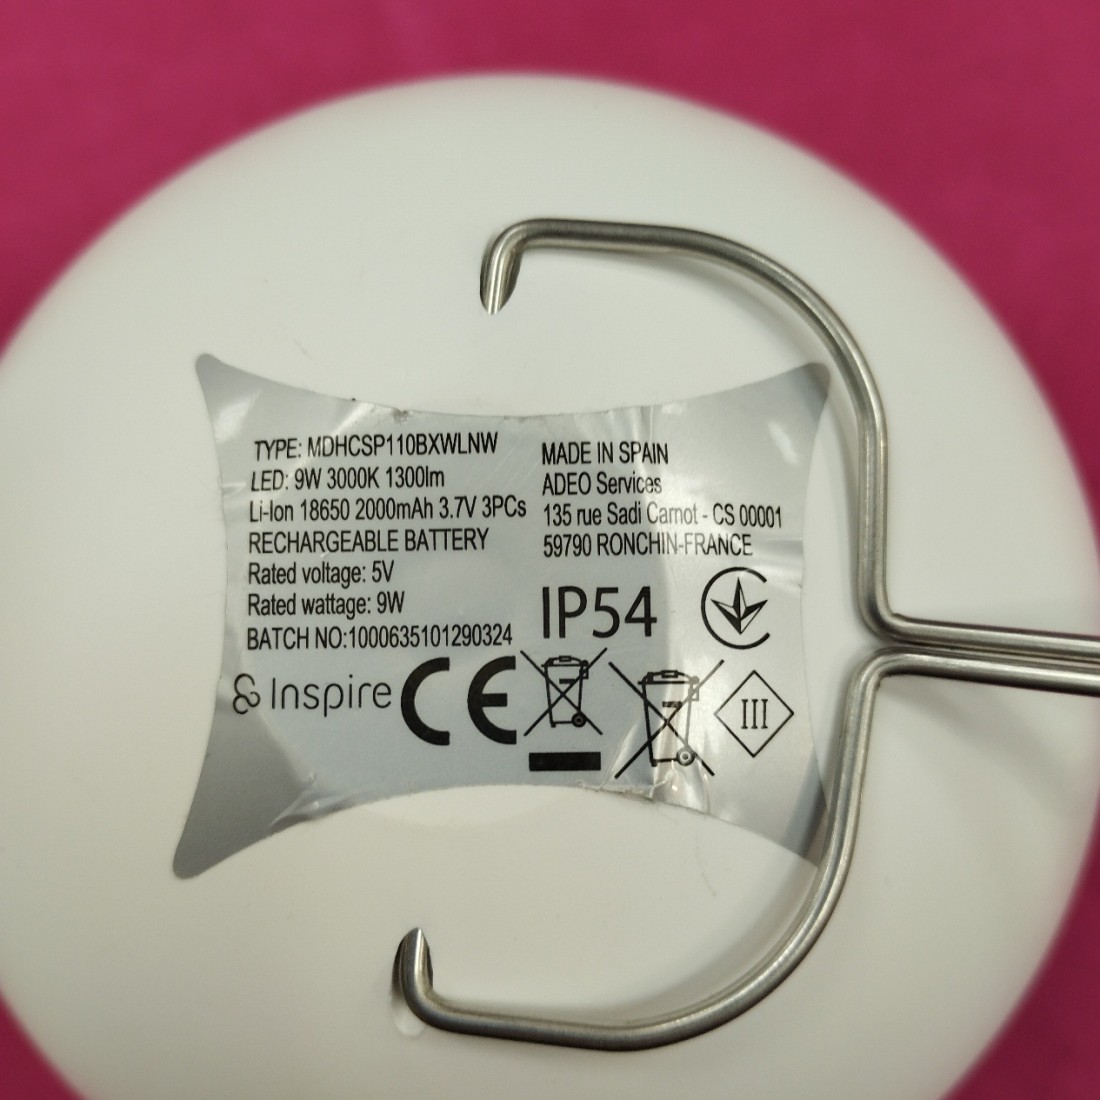 TYPE: MDHCSP110BXWLNW
LED: 9W 3000K 1300lm
Li-Ion 18650 2000mAh 3.7V 3PCs
RECHARGEABLE BATTERY
Rated voltage: 5V
Rated wattage: 9W
BATCH NO:1000635101290324
MADE IN SPAIN
ADEO Services
135 rue Sadi Carnot - CS 00001
59790 RONCHIN-FRANCE
IP54
Inspire
CE
III